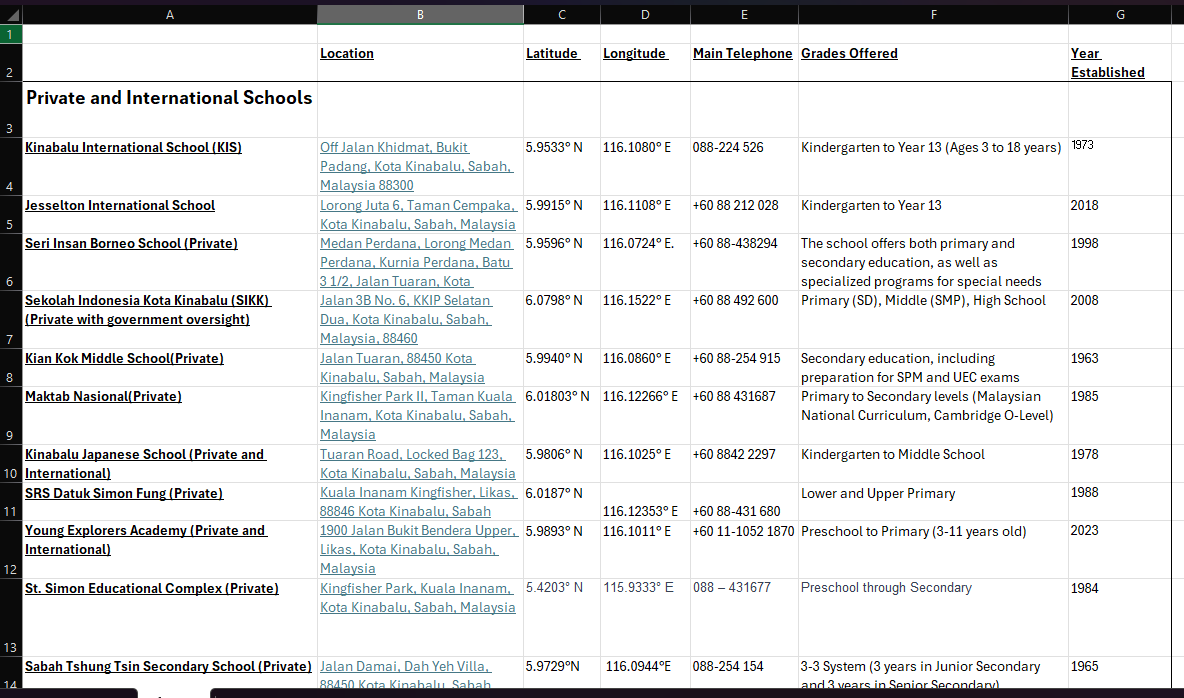 A B C D E F G
1
2 Location Latitude Longitude Main Telephone Grades Offered Year
Established
3 Private and International Schools
4 Kinabalu International School (KIS) Off Jalan Khidmat, Bukit 5.9533° N 116.1080° E 088-224 526 Kindergarten to Year 13 (Ages 3 to 18 years) 1973
Padang, Kota Kinabalu, Sabah,
Malaysia 88300
5 Jesselton International School Lorong Juta 6, Taman Cempaka, 5.9915° N 116.1108° E +60 88 212 028 Kindergarten to Year 13 2018
Kota Kinabalu, Sabah, Malaysia
6 Seri Insan Borneo School (Private) Medan Perdana, Lorong Medan 5.9596° N 116.0724° E. +60 88-438294 The school offers both primary and 1998
Perdana, Kurnia Perdana, Batu secondary education, as well as
3 1/2, Jalan Tuaran, Kota specialized programs for special needs
7 Sekolah Indonesia Kota Kinabalu (SIKK) Jalan 3B No. 6, KKIP Selatan 6.0798° N 116.1522° E +60 88 492 600 Primary (SD), Middle (SMP), High School 2008
(Private with government oversight) Dua, Kota Kinabalu, Sabah,
Malaysia, 88460
8 Kian Kok Middle School(Private) Jalan Tuaran, 88450 Kota 5.9940° N 116.0860° E +60 88-254 915 Secondary education, including 1963
Kinabalu, Sabah, Malaysia preparation for SPM and UEC exams
9 Maktab Nasional(Private) Kingfisher Park II, Taman Kuala 6.01803° N 116.12266° E +60 88 431687 Primary to Secondary levels (Malaysian 1985
Inanam, Kota Kinabalu, Sabah, National Curriculum, Cambridge O-Level)
Malaysia
10 Kinabalu Japanese School (Private and Tuaran Road, Locked Bag 123, 5.9806° N 116.1025° E +60 8842 2297 Kindergarten to Middle School 1978
International) Kota Kinabalu, Sabah, Malaysia
11 SRS Datuk Simon Fung (Private) Kuala Inanam Kingfisher, Likas, 6.0187° N Lower and Upper Primary 1988
88846 Kota Kinabalu, Sabah 116.12353° E +60 88-431 680
12 Young Explorers Academy (Private and 1900 Jalan Bukit Bendera Upper, 5.9893° N 116.1011° E +60 11-1052 1870 Preschool to Primary (3-11 years old) 2023
International) Likas, Kota Kinabalu, Sabah,
Malaysia
13 St. Simon Educational Complex (Private) Kingfisher Park, Kuala Inanam, 5.4203° N 115.9333° E 088 – 431677 Preschool through Secondary 1984
Kota Kinabalu, Sabah, Malaysia
14 Sabah Tshung Tsin Secondary School (Private) Jalan Damai, Dah Yeh Villa, 5.9729°N 116.0944°E 088-254 154 3-3 System (3 years in Junior Secondary 1965
88450 Kota Kinabalu, Sabah, and 3 years in Senior Secondary)